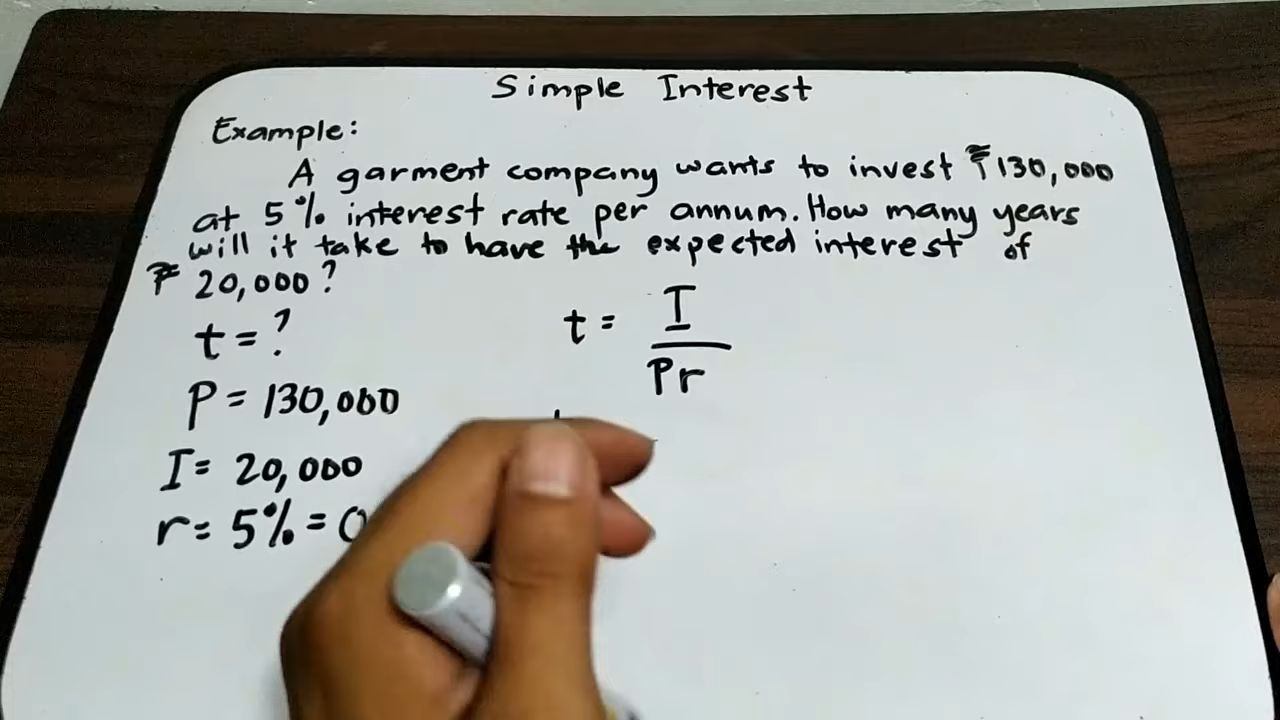 Simple Interest
Example:
A garment company wants to invest ₱130,000
at 5% interest rate per annum. How many years
will it take to have the expected interest of
₱ 20,000?
t = ?
P = 130,000
I = 20,000
r = 5% = 0
t = I
Pr